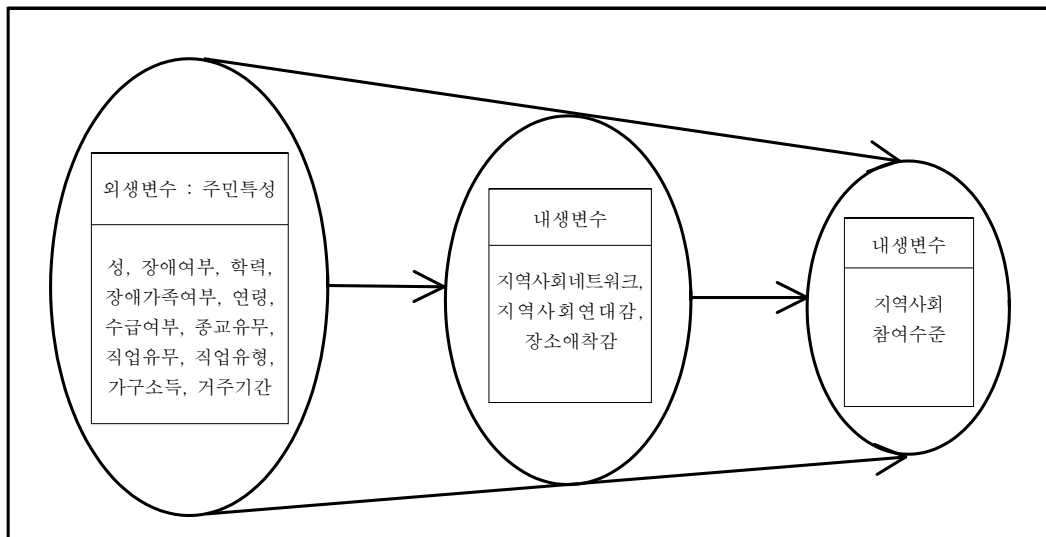 외생변수 : 주민특성
성, 장애여부, 학력,
장애가족여부, 연령,
수급여부, 종교유무,
직업유무, 직업유형,
가구소득, 거주기간
내생변수
지역사회네트워크,
지역사회연대감,
장소애착감
내생변수
지역사회
참여수준